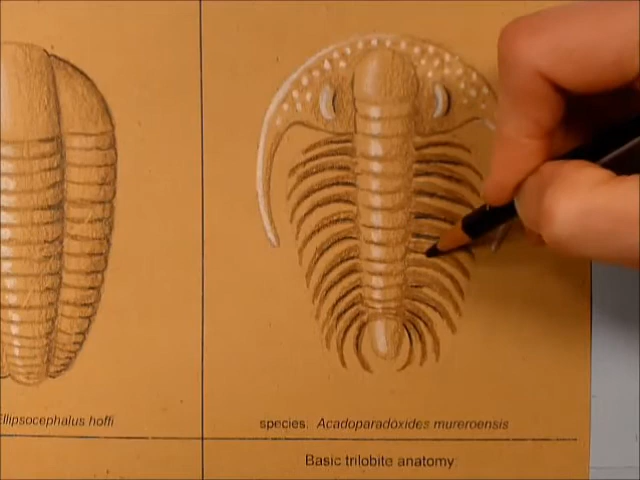 Ellipsocephalus hoffi
species: Acadoparadoxides mureroensis
Basic trilobite anatomy